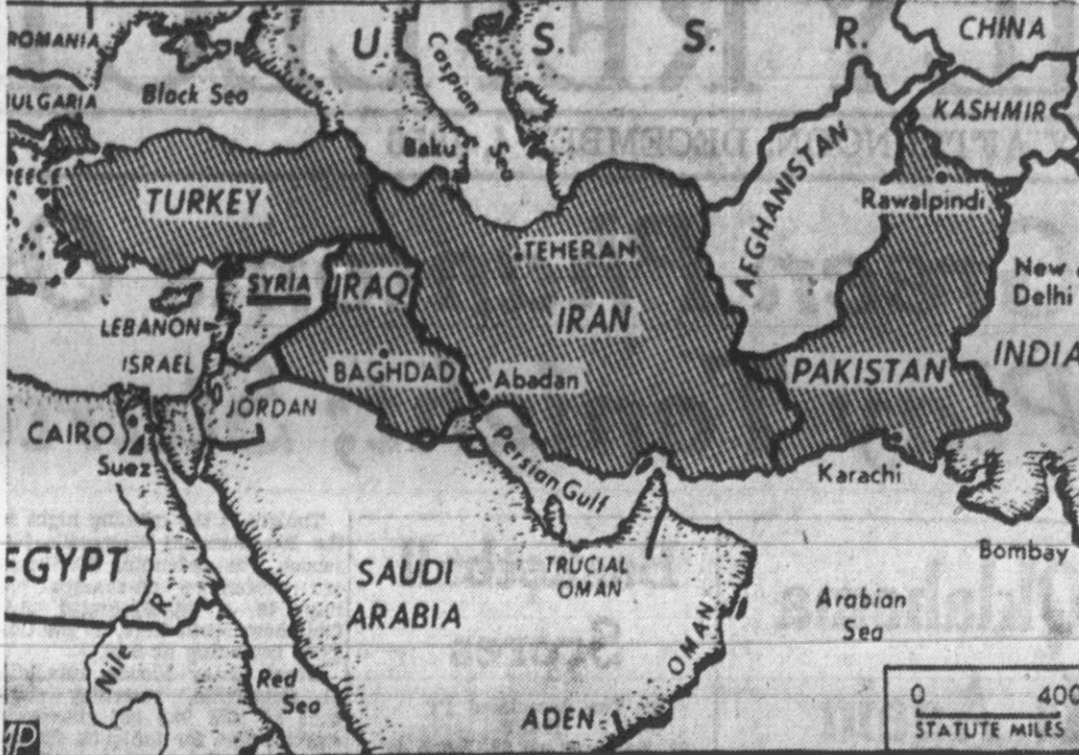 ROMANIA
U. S. S. R.
CHINA
Caspian
Sea
Black Sea
KASHMIR
Baku
AFGHANISTAN
Rawalpindi
TURKEY
TEHERAN
New
Delhi
SYRIA
IRAQ
IRAN
LEBANON
ISRAEL
INDIA
BAGHDAD
Abadan
PAKISTAN
JORDAN
CAIRO
Suez
Persian Gulf
Karachi
Bombay
EGYPT
SAUDI
ARABIA
TRUCIAL
OMAN
Arabian
Sea
R.
Nile
OMAN
Red
Sea
ADEN
0 400
STATUTE MILES